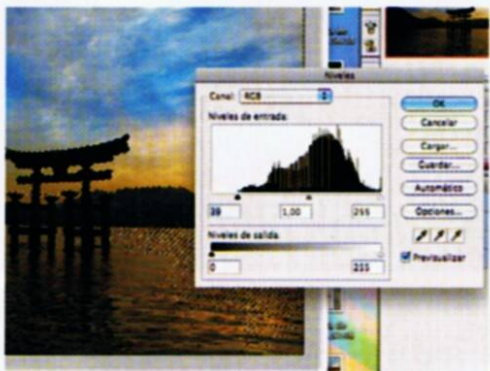 Niveles
Canal: RGB
OK
Cancelar
Cargar...
Guardar...
Automático
Opciones...
Previsualizar
Niveles de entrada:
39 1,00 255
Niveles de salida:
0 255